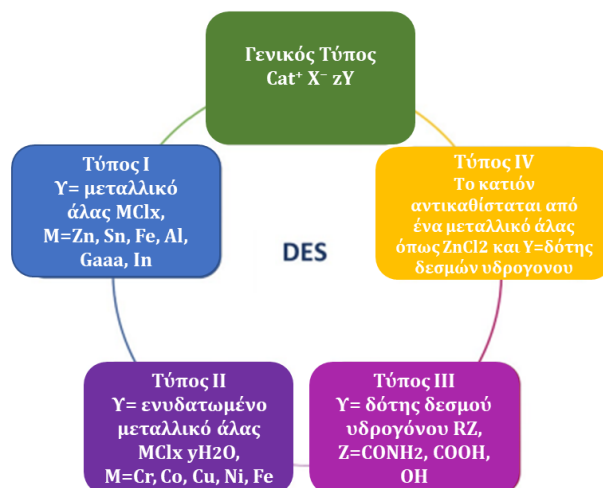 Γενικός Τύπος
Cat⁺ X⁻ zY
Τύπος I
Υ= μεταλλικό
άλας MClx,
M=Zn, Sn, Fe, Al,
Gaaa, In
Τύπος IV
Το κατιόν
αντικαθίσταται από
ένα μεταλλικό άλας
όπως ZnCl2 και Υ=δότης
δεσμών υδρογονου
DES
Τύπος II
Υ= ενυδατωμένο
μεταλλικό άλας
MClx yH2O,
M=Cr, Co, Cu, Ni, Fe
Τύπος III
Υ= δότης δεσμού
υδρογόνου RZ,
Z=CONH₂, COOH,
OH